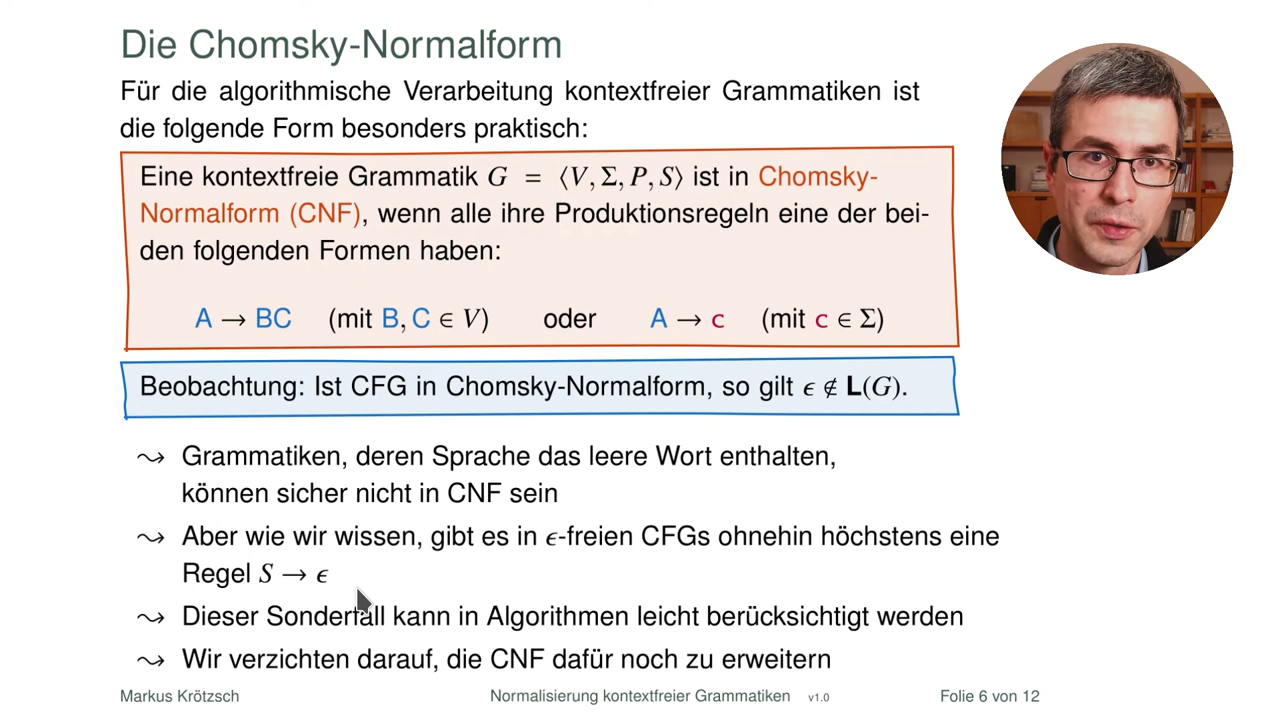 Die Chomsky-Normalform
Für die algorithmische Verarbeitung kontextfreier Grammatiken ist
die folgende Form besonders praktisch:
Eine kontextfreie Grammatik G = ⟨V, Σ, P, S⟩ ist in Chomsky-
Normalform (CNF), wenn alle ihre Produktionsregeln eine der bei-
den folgenden Formen haben:
A → BC (mit B, C ∈ V) oder A → c (mit c ∈ Σ)
Beobachtung: Ist CFG in Chomsky-Normalform, so gilt ϵ ∉ L(G).
⤳ Grammatiken, deren Sprache das leere Wort enthalten,
können sicher nicht in CNF sein
⤳ Aber wie wir wissen, gibt es in ϵ-freien CFGs ohnehin höchstens eine
Regel S → ϵ
⤳ Dieser Sonderfall kann in Algorithmen leicht berücksichtigt werden
⤳ Wir verzichten darauf, die CNF dafür noch zu erweitern
Markus Krötzsch Normalisierung kontextfreier Grammatiken v1.0 Folie 6 von 12